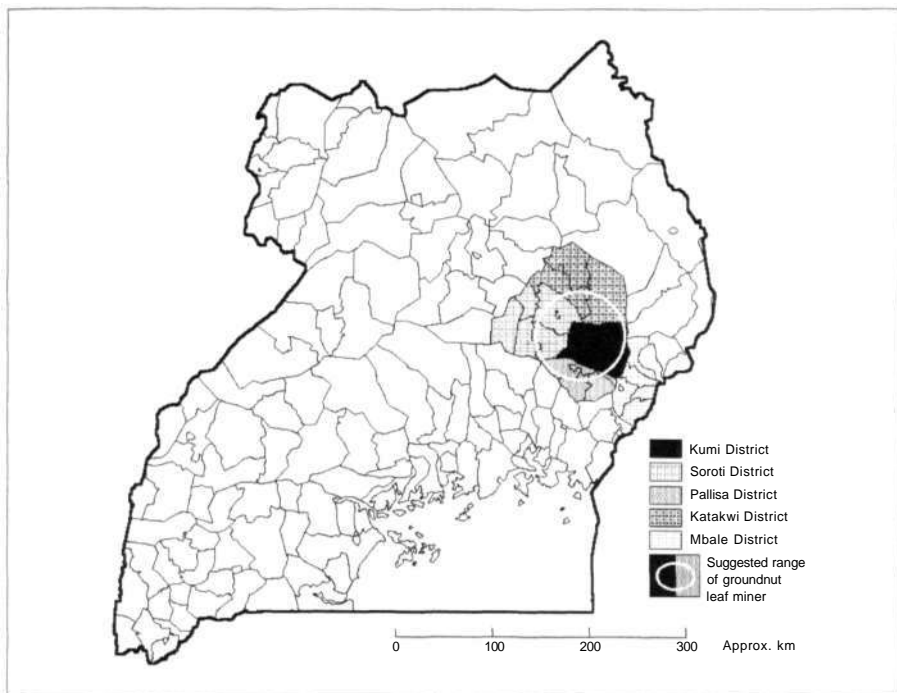 Kumi District
Soroti District
Pallisa District
Katakwi District
Mbale District
Suggested range
of groundnut
leaf miner
0 100 200 300 Approx. km